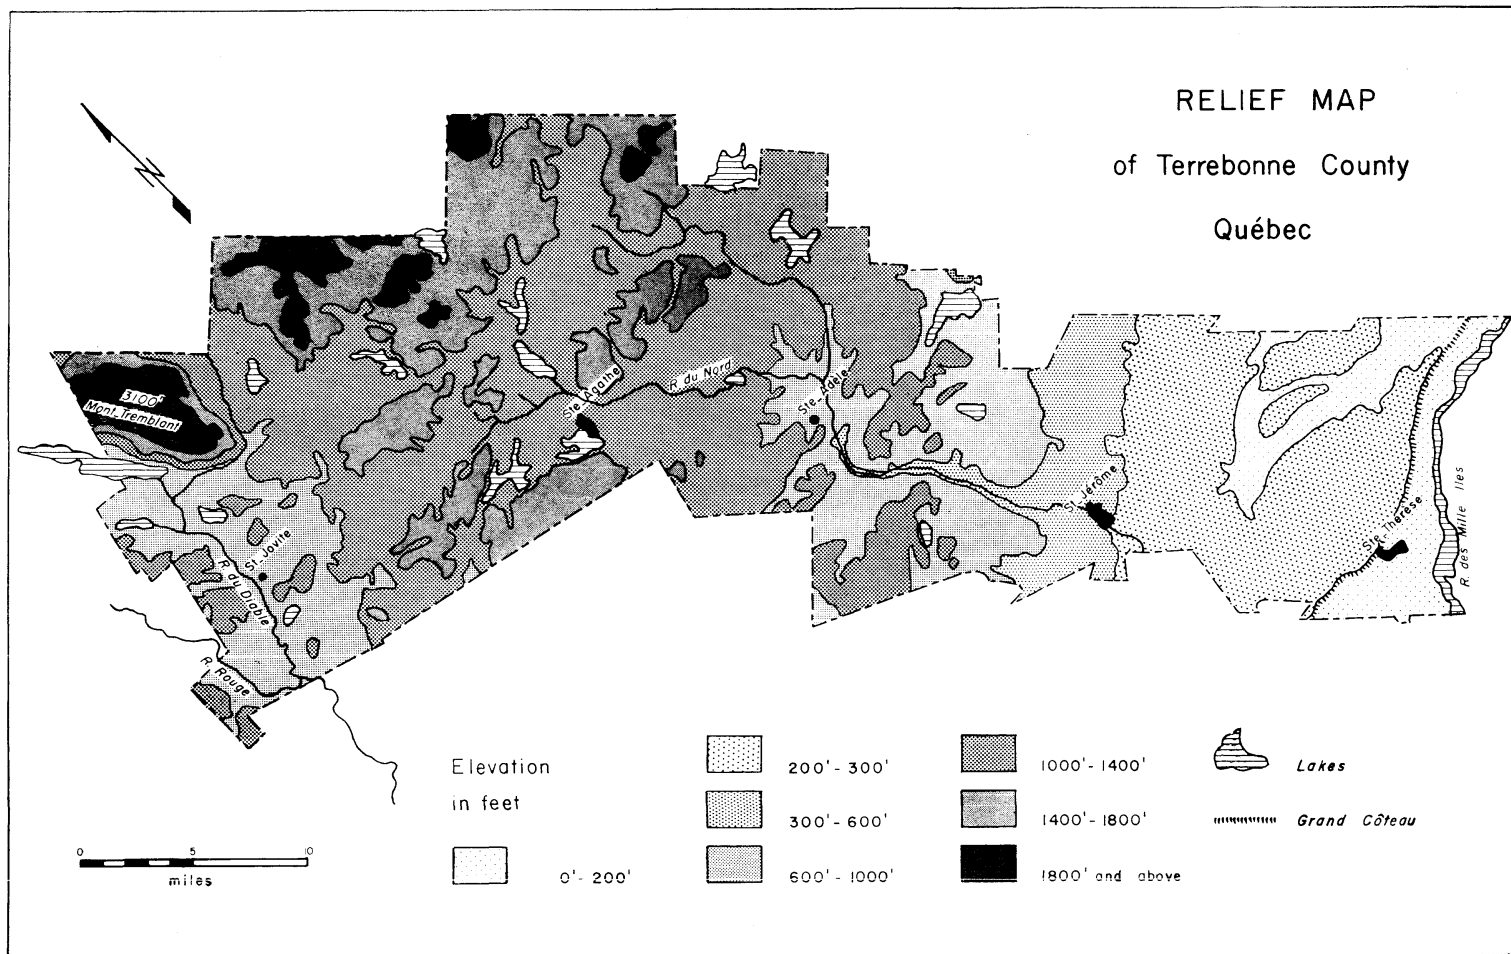 RELIEF MAP
of Terrebonne County
Québec
N
3100'
Mont Tremblant
Ste Agathe
R du Nord
Ste Adèle
St Jérôme
Ste Thérèse
R. des Mille Iles
St Jovite
R du Diable
R. Rouge
Elevation
in feet
0'-200'
200'-300'
300'-600'
600'-1000'
1000'-1400'
1400'-1800'
1800' and above
Lakes
Grand Côteau
0 5 10
miles